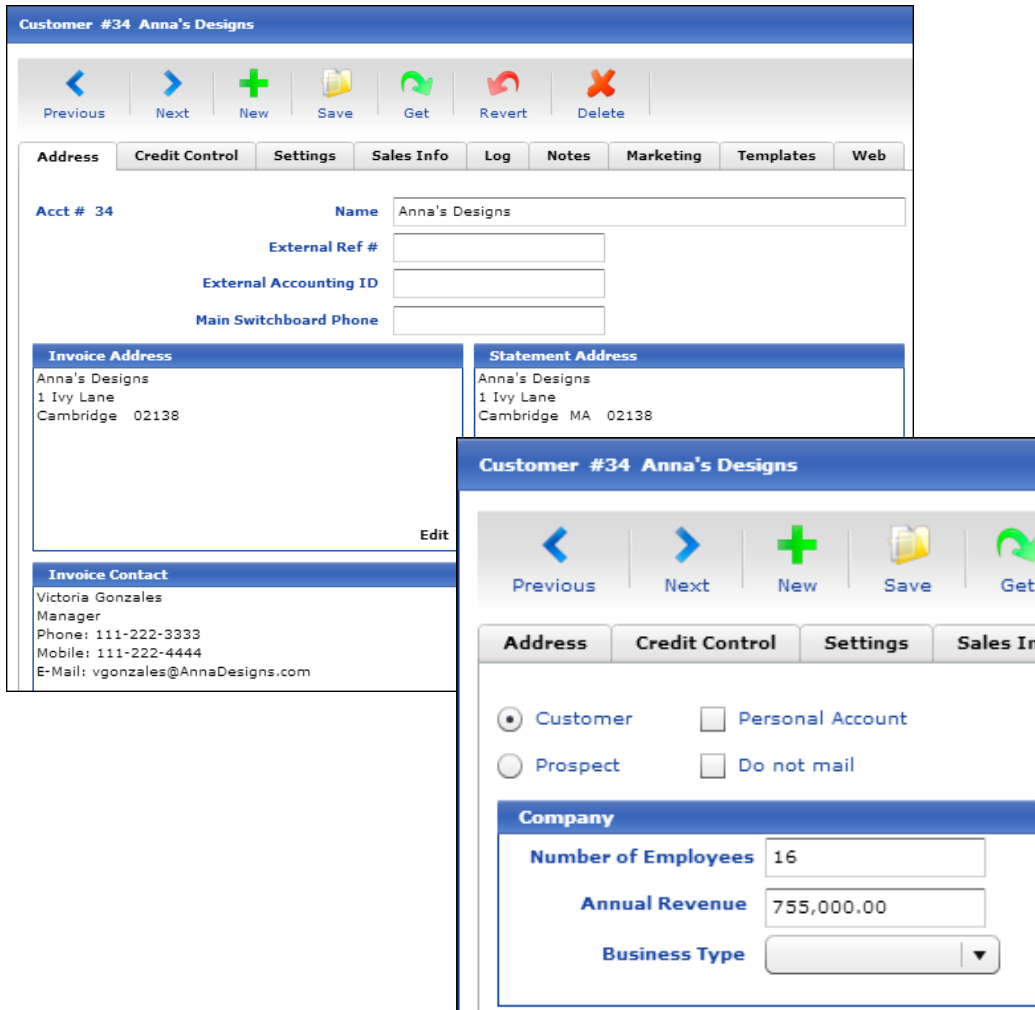 Customer #34 Anna's Designs
Previous Next New Save Get Revert Delete
Address Credit Control Settings Sales Info Log Notes Marketing Templates Web
Acct # 34 Name Anna's Designs
External Ref #
External Accounting ID
Main Switchboard Phone
Invoice Address
Anna's Designs
1 Ivy Lane
Cambridge 02138
Edit
Statement Address
Anna's Designs
1 Ivy Lane
Cambridge MA 02138
Invoice Contact
Victoria Gonzales
Manager
Phone: 111-222-3333
Mobile: 111-222-4444
E-Mail: vgonzales@AnnaDesigns.com
Customer #34 Anna's Designs
Previous Next New Save Get
Address Credit Control Settings Sales In
Customer Personal Account
Prospect Do not mail
Company
Number of Employees 16
Annual Revenue 755,000.00
Business Type